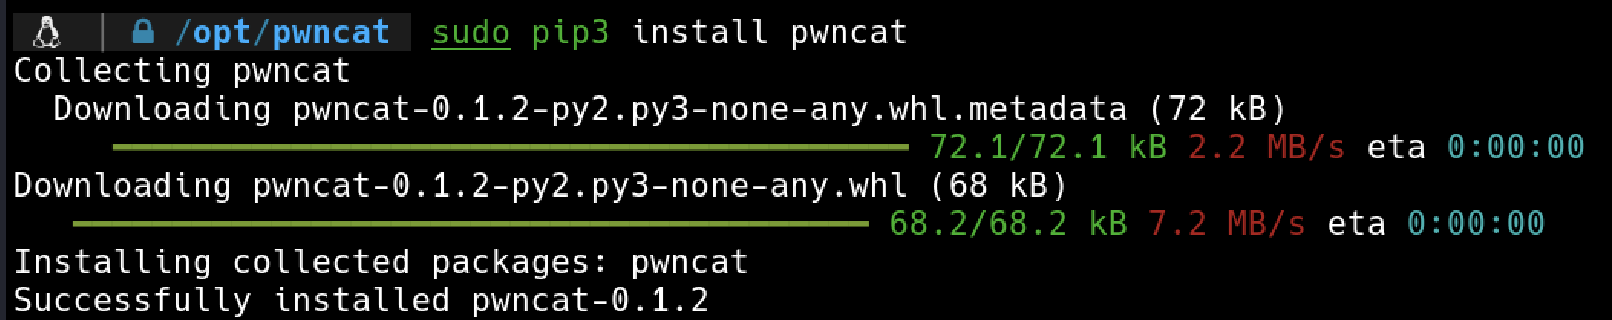 /opt/pwncat sudo pip3 install pwncat
Collecting pwncat
Downloading pwncat-0.1.2-py2.py3-none-any.whl.metadata (72 kB)
72.1/72.1 kB 2.2 MB/s eta 0:00:00
Downloading pwncat-0.1.2-py2.py3-none-any.whl (68 kB)
68.2/68.2 kB 7.2 MB/s eta 0:00:00
Installing collected packages: pwncat
Successfully installed pwncat-0.1.2